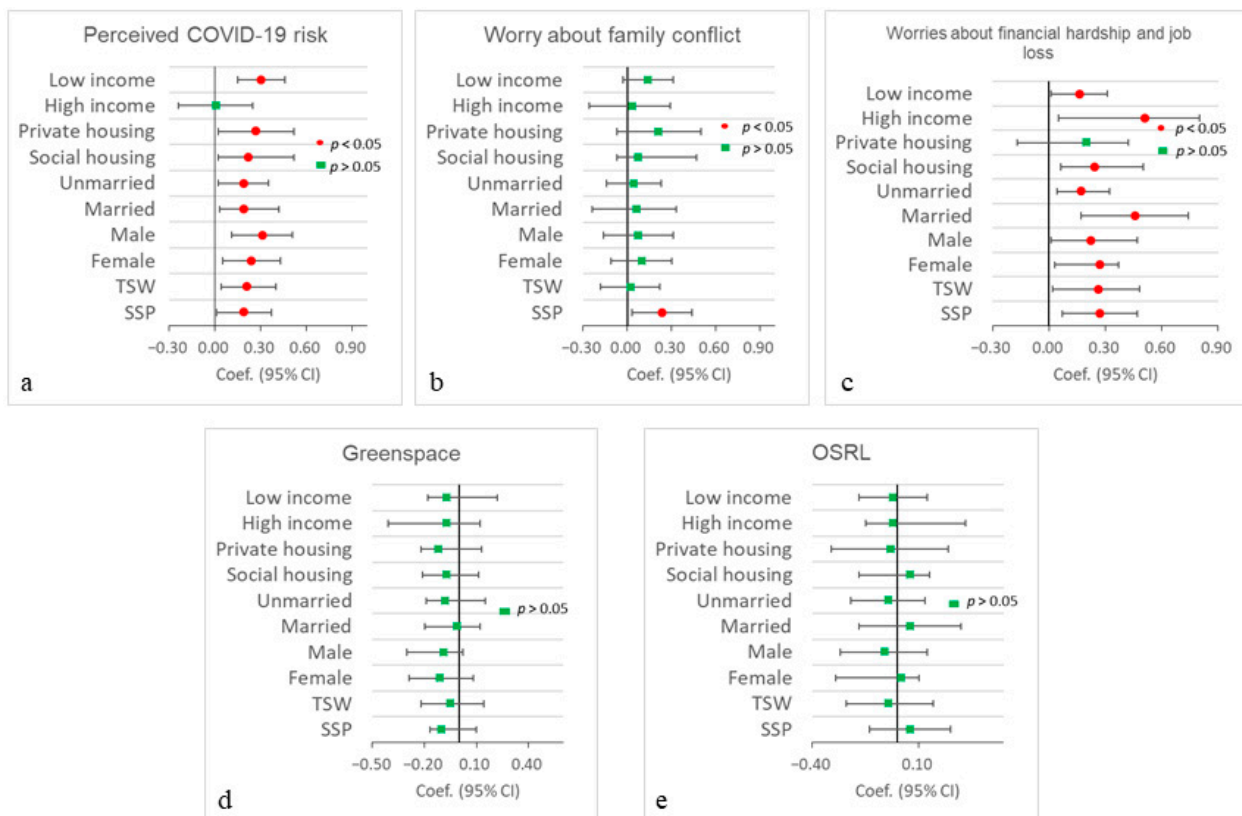 Perceived COVID-19 risk
Low income
High income
Private housing
Social housing
Unmarried
Married
Male
Female
TSW
SSP
p < 0.05
p > 0.05
−0.30 0.00 0.30 0.60 0.90
Coef. (95% CI)
a
Worry about family conflict
Low income
High income
Private housing
Social housing
Unmarried
Married
Male
Female
TSW
SSP
p < 0.05
p > 0.05
−0.30 0.00 0.30 0.60 0.90
Coef. (95% CI)
b
Worries about financial hardship and job
loss
Low income
High income
Private housing
Social housing
Unmarried
Married
Male
Female
TSW
SSP
p < 0.05
p > 0.05
−0.30 0.00 0.30 0.60 0.90
Coef. (95% CI)
c
Greenspace
Low income
High income
Private housing
Social housing
Unmarried
Married
Male
Female
TSW
SSP
p > 0.05
−0.50 −0.20 0.10 0.40
Coef. (95% CI)
d
OSRL
Low income
High income
Private housing
Social housing
Unmarried
Married
Male
Female
TSW
SSP
p > 0.05
−0.40 0.10
Coef. (95% CI)
e